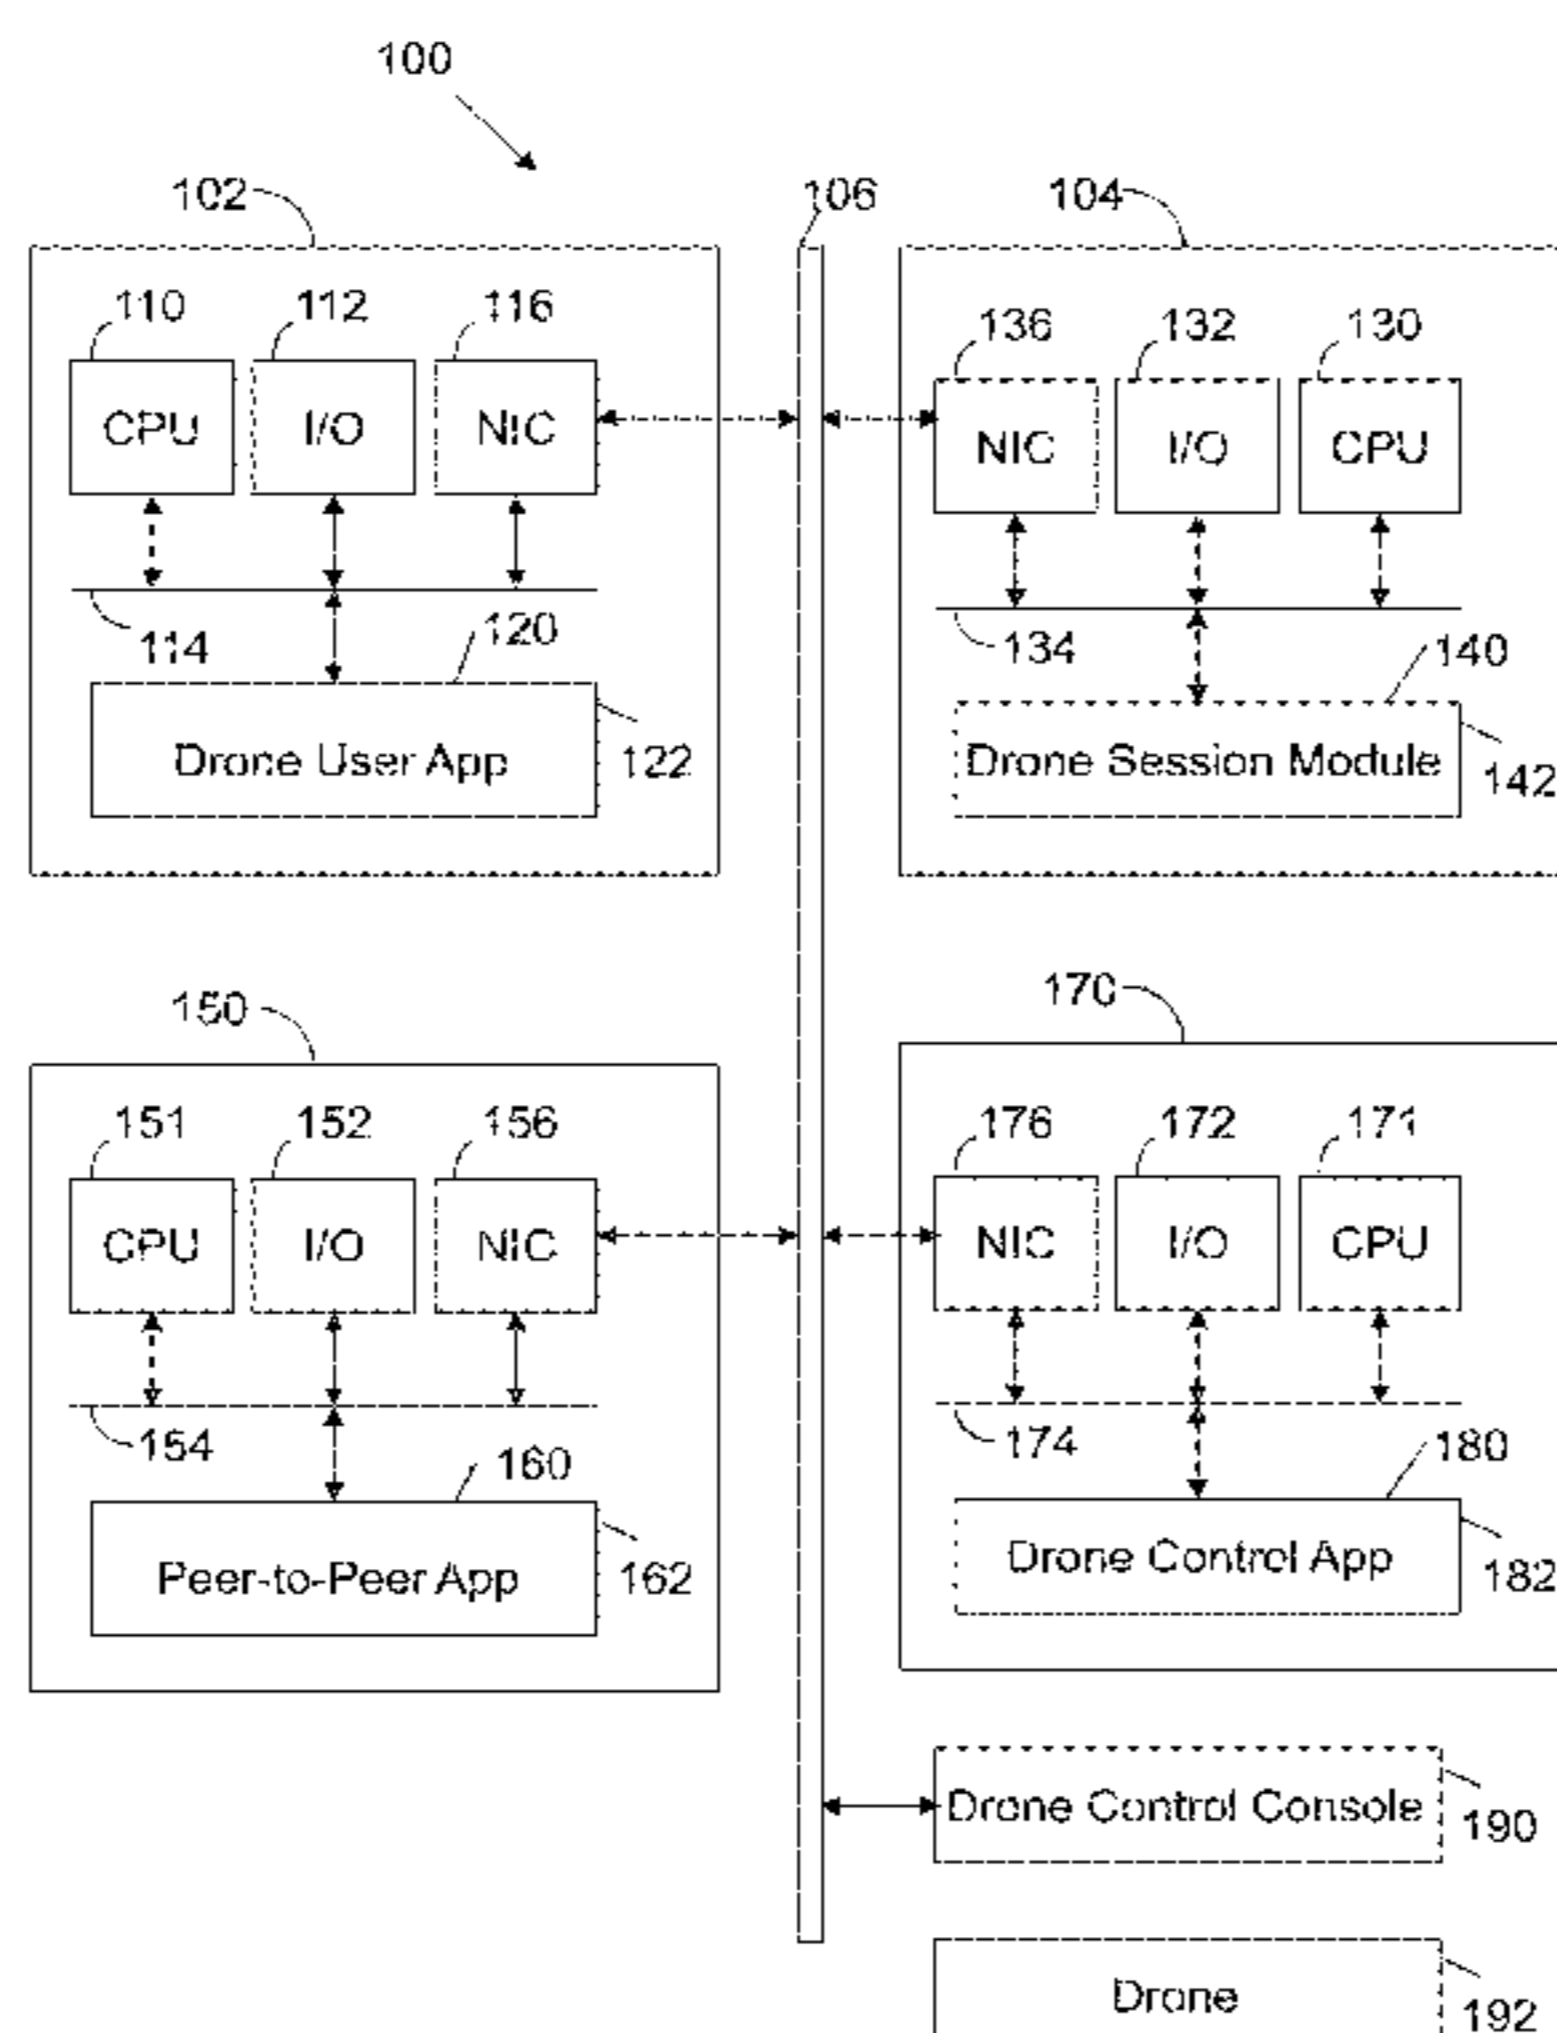 100
102
106
104
110
112
116
136
132
130
CPU
I/O
NIC
NIC
I/O
CPU
114
120
134
140
Drone User App
122
Drone Session Module
142
150
170
151
152
156
176
172
171
CPU
I/O
NIC
NIC
I/O
CPU
154
160
174
180
Peer-to-Peer App
162
Drone Control App
182
Drone Control Console
190
Drone
192